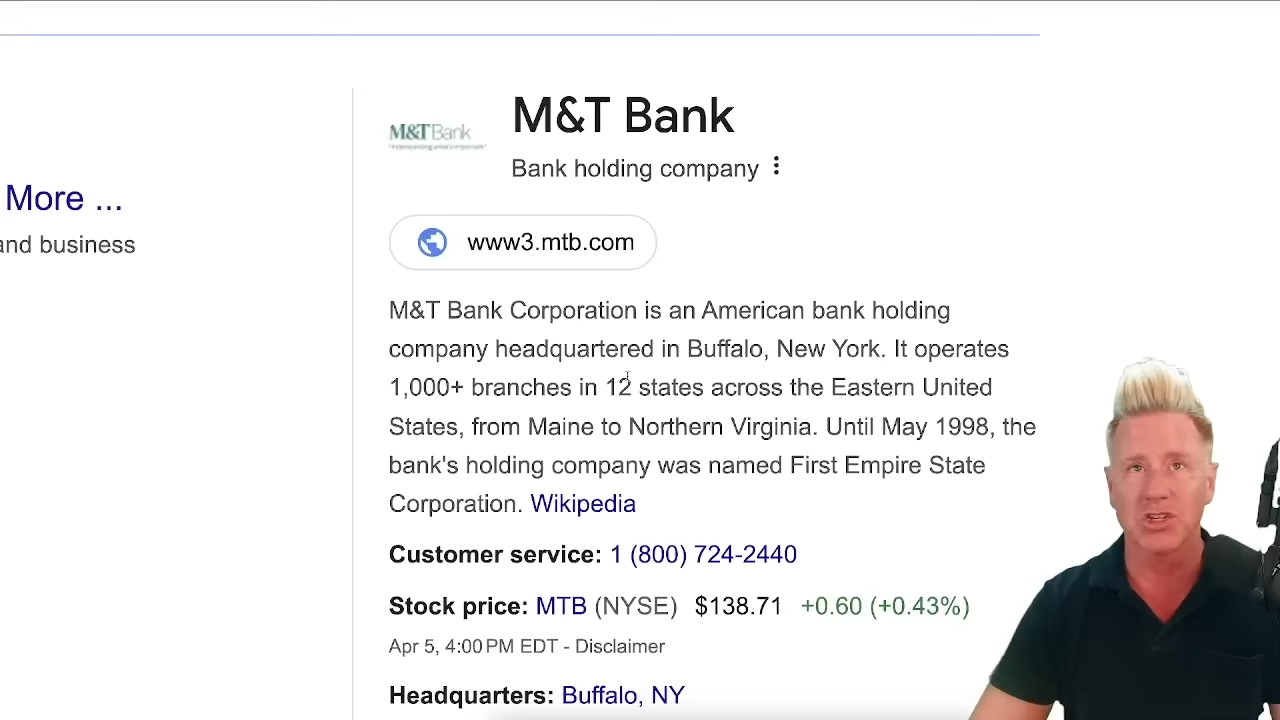 M&T Bank
M&T Bank
Bank holding company
More ...
and business
www3.mtb.com
M&T Bank Corporation is an American bank holding
company headquartered in Buffalo, New York. It operates
1,000+ branches in 12 states across the Eastern United
States, from Maine to Northern Virginia. Until May 1998, the
bank's holding company was named First Empire State
Corporation. Wikipedia
Customer service: 1 (800) 724-2440
Stock price: MTB (NYSE) $138.71 +0.60 (+0.43%)
Apr 5, 4:00 PM EDT - Disclaimer
Headquarters: Buffalo, NY